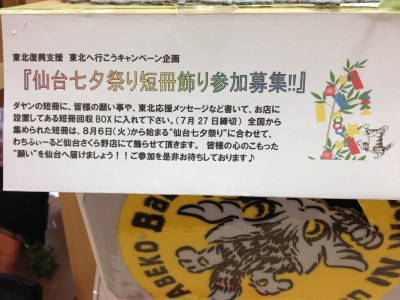 東北復興支援 東北へ行こうキャンペーン企画
『仙台七夕祭り短冊飾り参加募集!!』
ダヤンの短冊に、皆様の願い事や、東北応援メッセージなど書いて、お店に
設置してある短冊回収 BOX に入れて下さい。(7 月 27 日締切) 全国から
集められた短冊は、8月6日(火)から始まる"仙台七夕祭り"に合わせて、
わちふぃーるど仙台さくら野店にて飾らせて頂きます。 皆様の心のこもった
"願い"を仙台へ届けましょう！！ご参加を是非お待ちしております♪
ABEKO BA
IN W